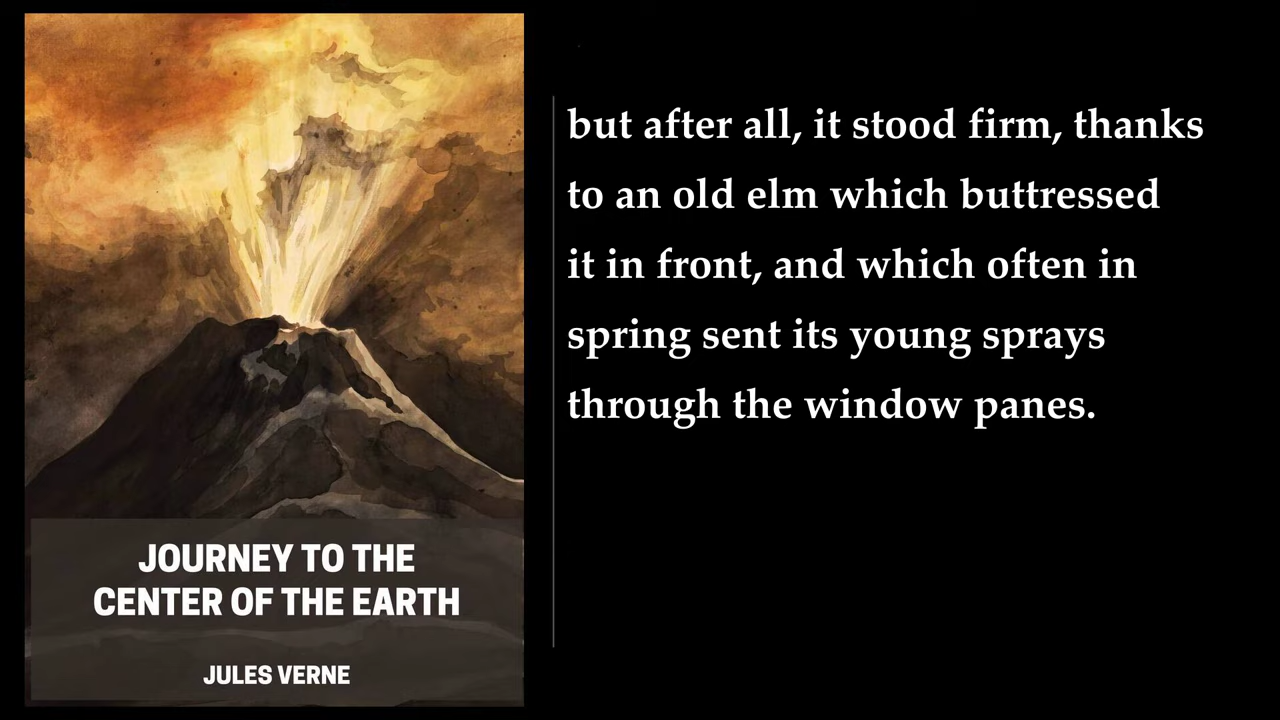 but after all, it stood firm, thanks
to an old elm which buttressed
it in front, and which often in
spring sent its young sprays
through the window panes.
JOURNEY TO THE
CENTER OF THE EARTH
JULES VERNE